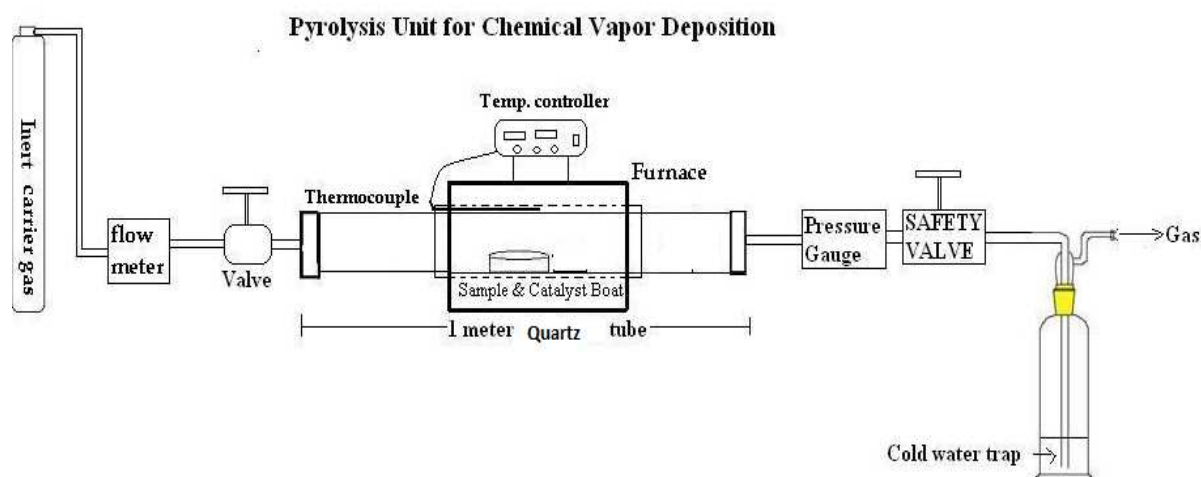 Pyrolysis Unit for Chemical Vapor Deposition
Inert carrier gas
flow
meter
Valve
Thermocouple
Temp. controller
Furnace
Sample & Catalyst Boat
1 meter Quartz tube
Pressure
Gauge
SAFETY
VALVE
Gas
Cold water trap